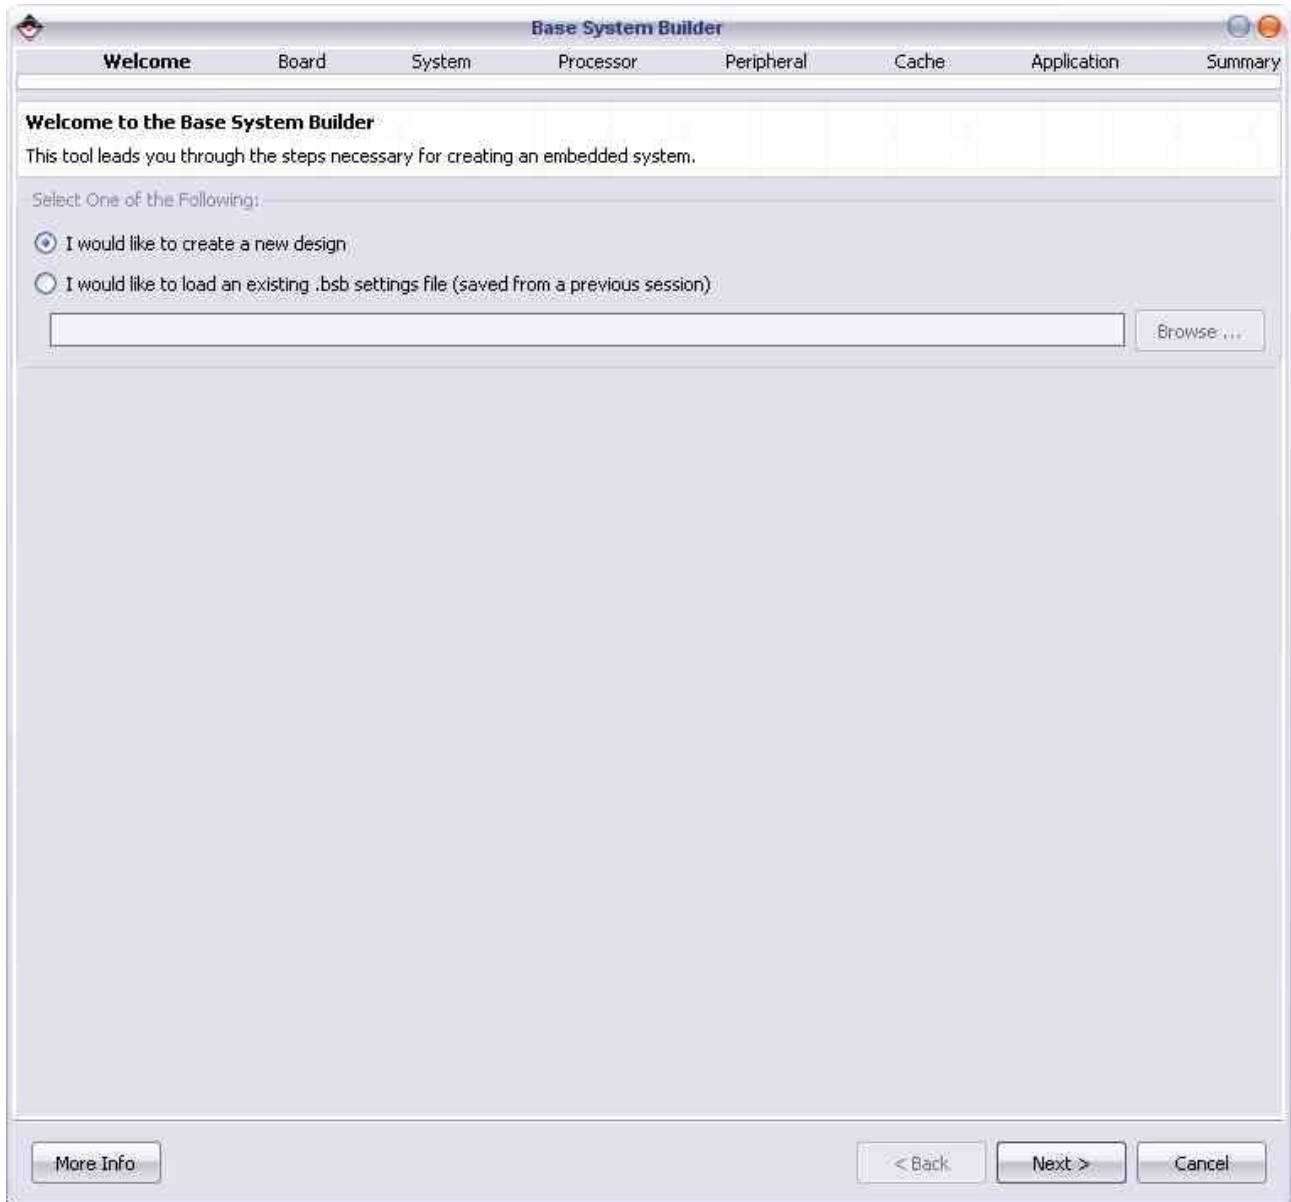 Base System Builder
Welcome Board System Processor Peripheral Cache Application Summary
Welcome to the Base System Builder
This tool leads you through the steps necessary for creating an embedded system.
Select One of the Following:
I would like to create a new design
I would like to load an existing .bsb settings file (saved from a previous session)
Browse ...
More Info < Back Next > Cancel